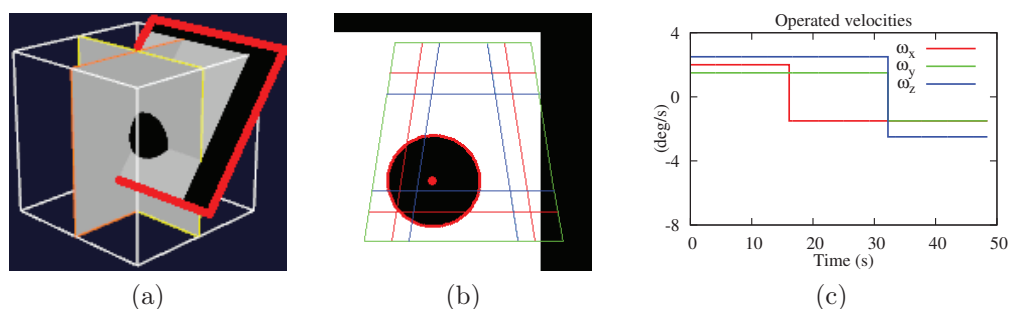 Operated velocities
4
0
-4
-8
(deg/s)
ωx
ωy
ωz
0 10 20 30 40 50
Time (s)
(a) (b) (c)